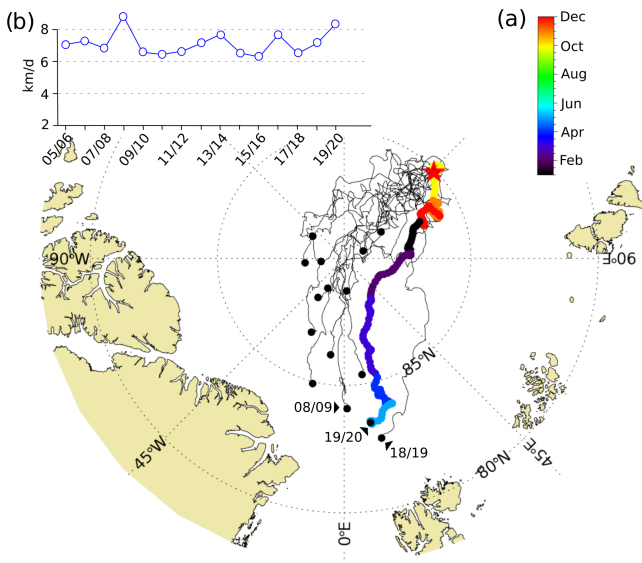 (b)
(a)
8
6
4
2
km/d
05/06
07/08
09/10
11/12
13/14
15/16
17/18
19/20
Dec
Oct
Aug
Jun
Apr
Feb
90°W
90°E
85°N
08/09
19/20
18/19
45°W
80°N
45°E
0°E